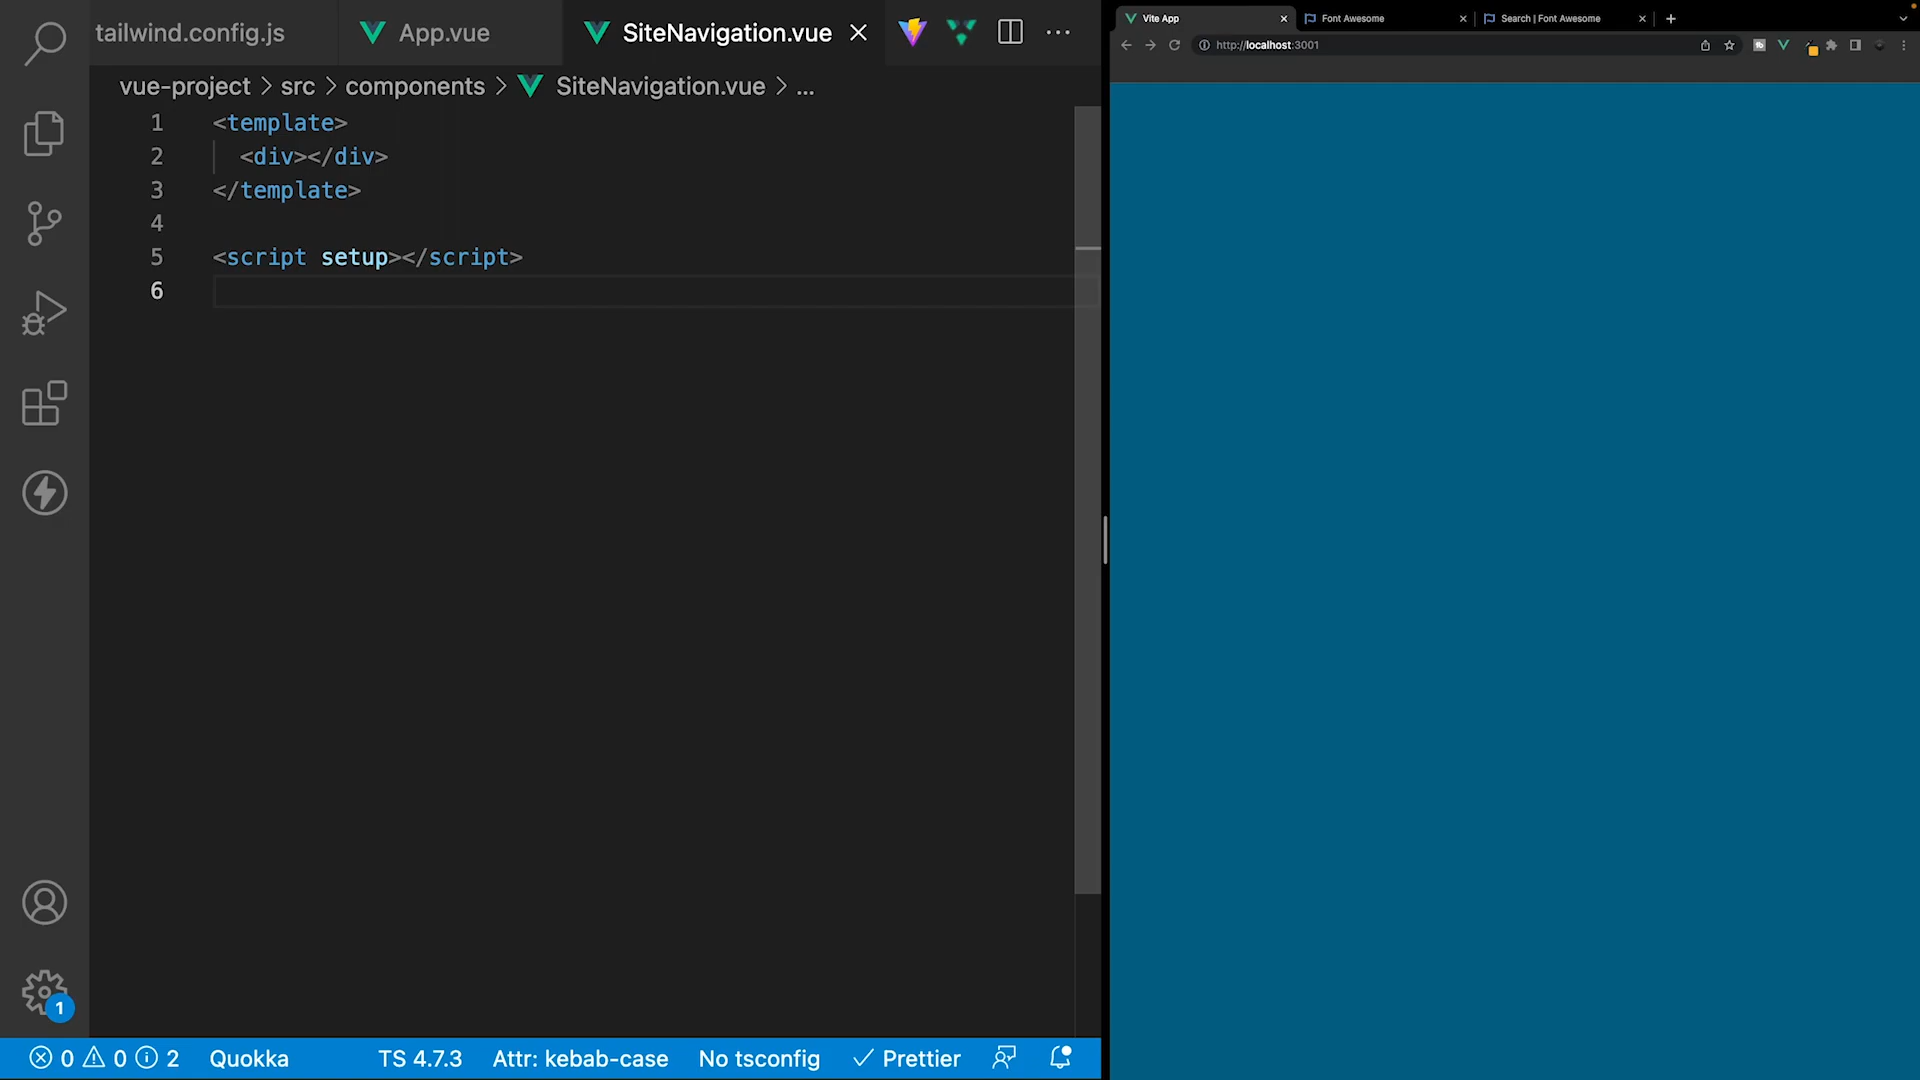 tailwind.config.js App.vue SiteNavigation.vue
vue-project > src > components > SiteNavigation.vue > ...
1 <template>
2 <div></div>
3 </template>
4
5 <script setup></script>
6
1
0 0 2 Quokka TS 4.7.3 Attr: kebab-case No tsconfig Prettier
Vite App Font Awesome Search | Font Awesome
http://localhost:3001